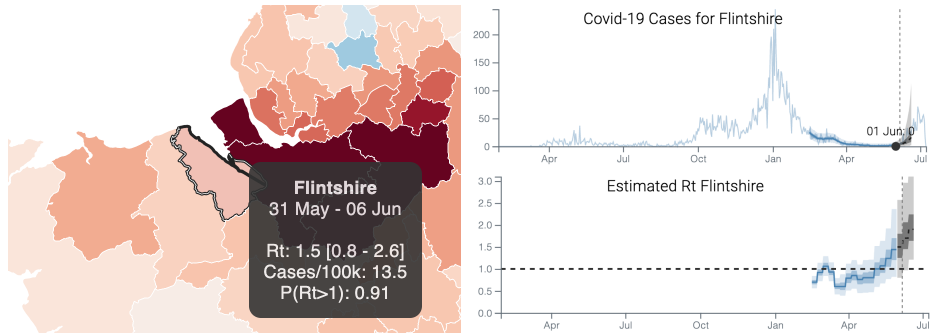 Flintshire
31 May - 06 Jun
Rt: 1.5 [0.8 - 2.6]
Cases/100k: 13.5
P(Rt>1): 0.91
Covid-19 Cases for Flintshire
200
150
100
50
0
01 Jun; 0
Apr Jul Oct Jan Apr Jul
Estimated Rt Flintshire
3.0
2.5
2.0
1.5
1.0
0.5
0.0
Apr Jul Oct Jan Apr Jul